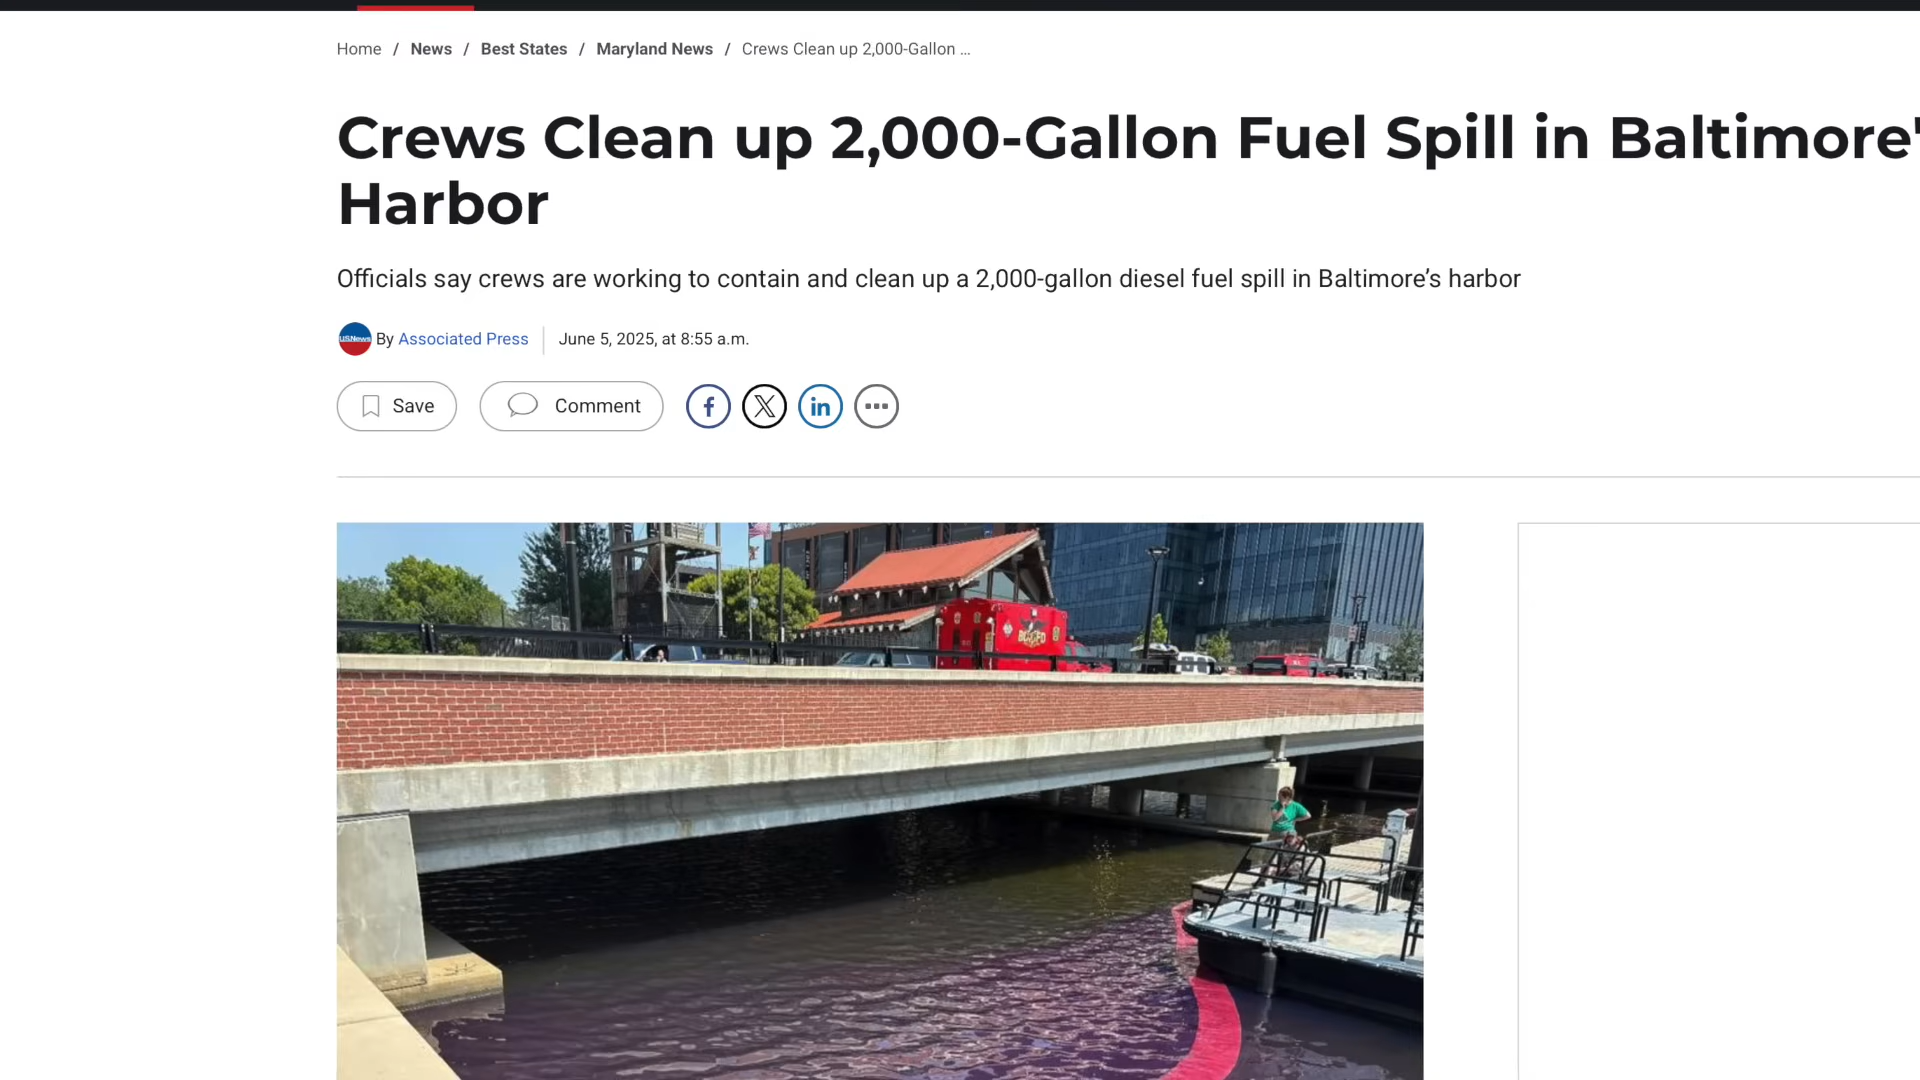 Home / News / Best States / Maryland News / Crews Clean up 2,000-Gallon ...
Crews Clean up 2,000-Gallon Fuel Spill in Baltimore'
Harbor
Officials say crews are working to contain and clean up a 2,000-gallon diesel fuel spill in Baltimore’s harbor
USNews By Associated Press June 5, 2025, at 8:55 a.m.
Save Comment